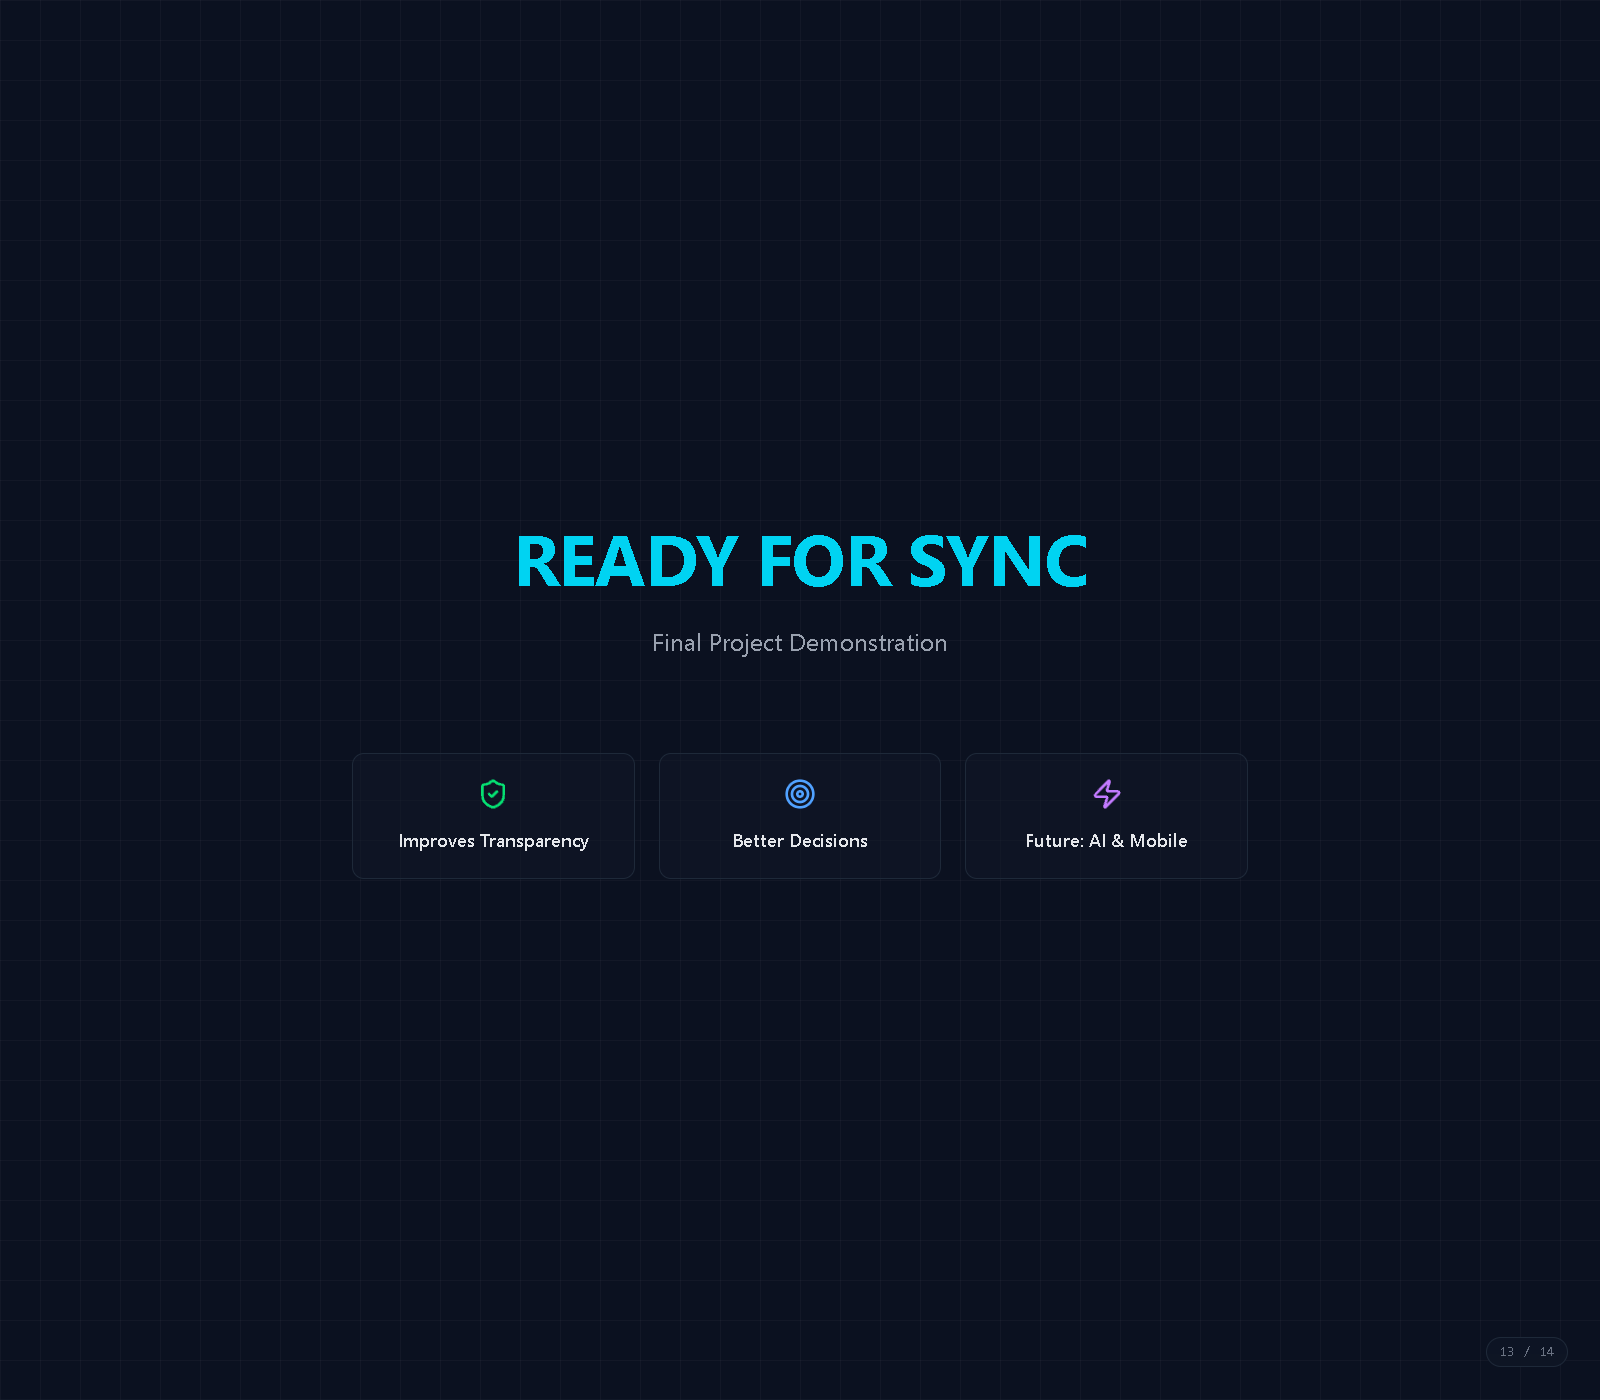 READY FOR SYNC
Final Project Demonstration
Improves Transparency
Better Decisions
Future: AI & Mobile
13 / 14